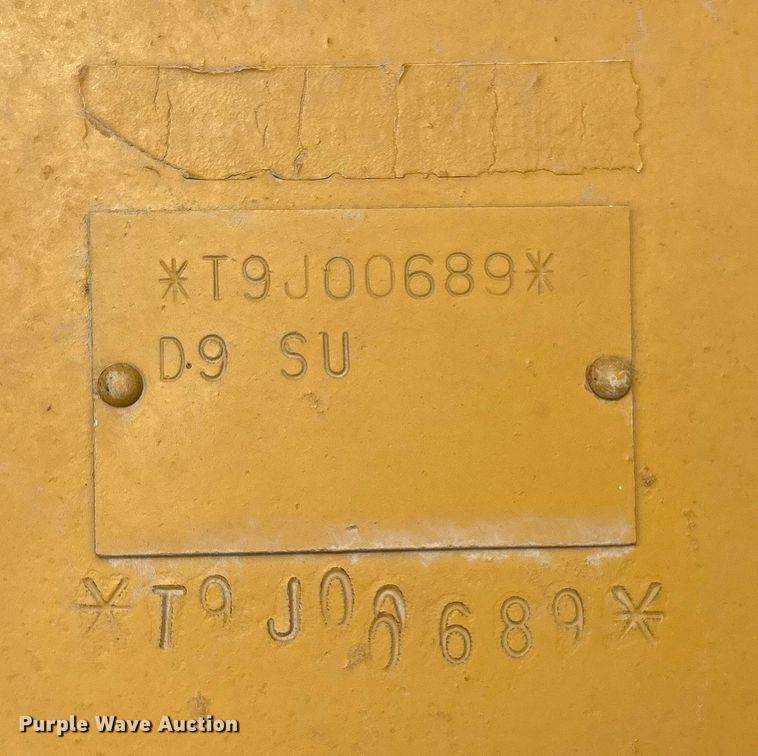 *T9J00689*
D9 SU
*T9J00689*
Purple Wave Auction